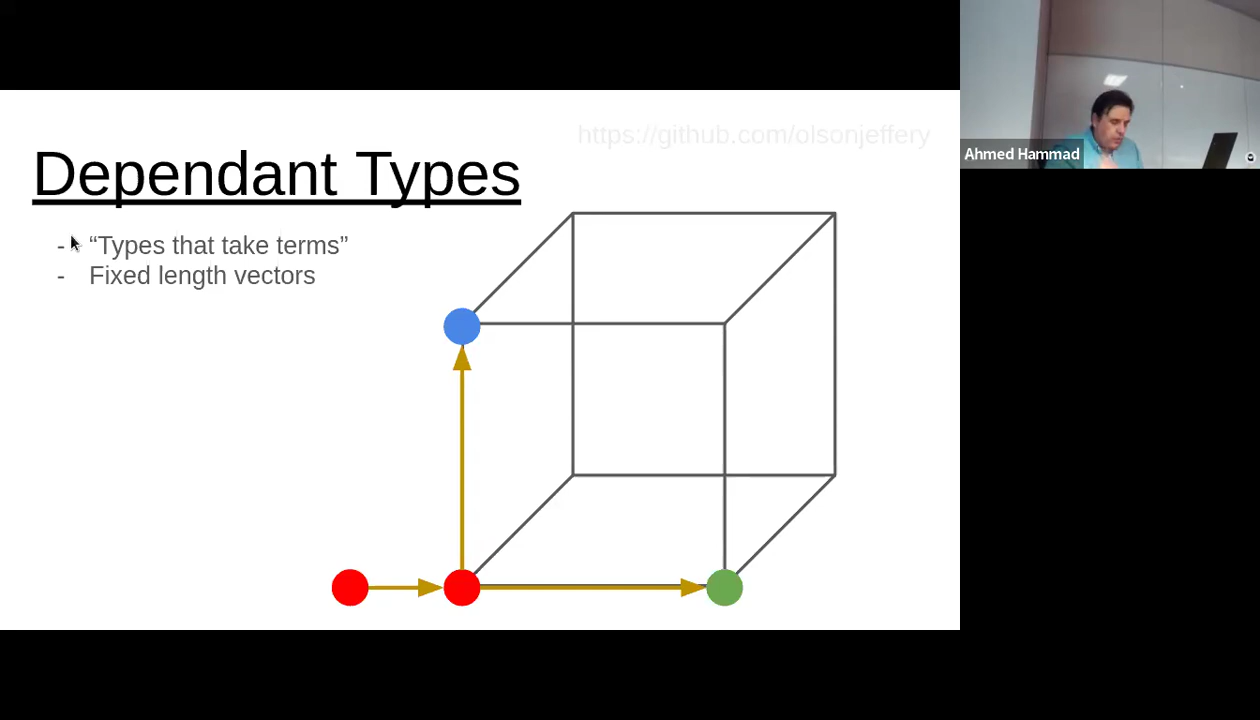 https://github.com/olsonjeffery
Dependant Types
- “Types that take terms”
- Fixed length vectors
Ahmed Hammad